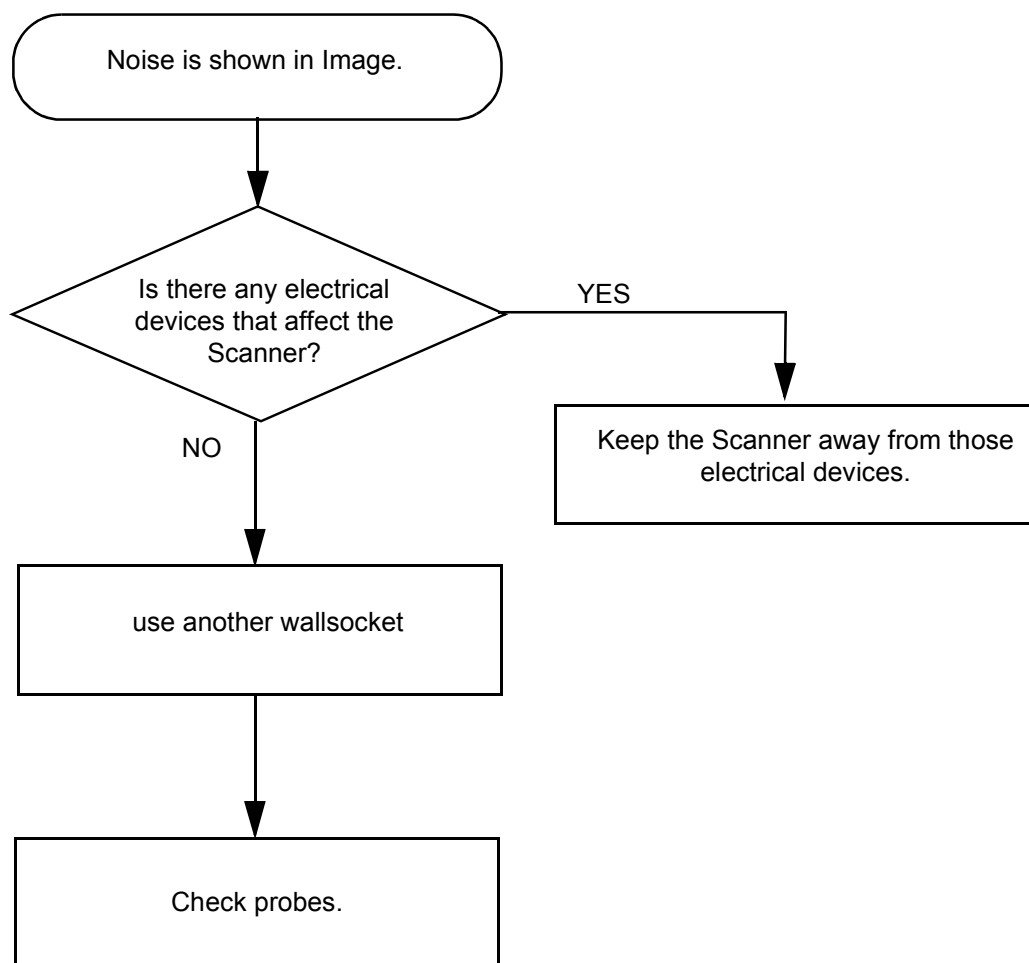 Noise is shown in Image.
Is there any electrical
devices that affect the
Scanner?
YES
Keep the Scanner away from those
electrical devices.
NO
use another wallsocket
Check probes.